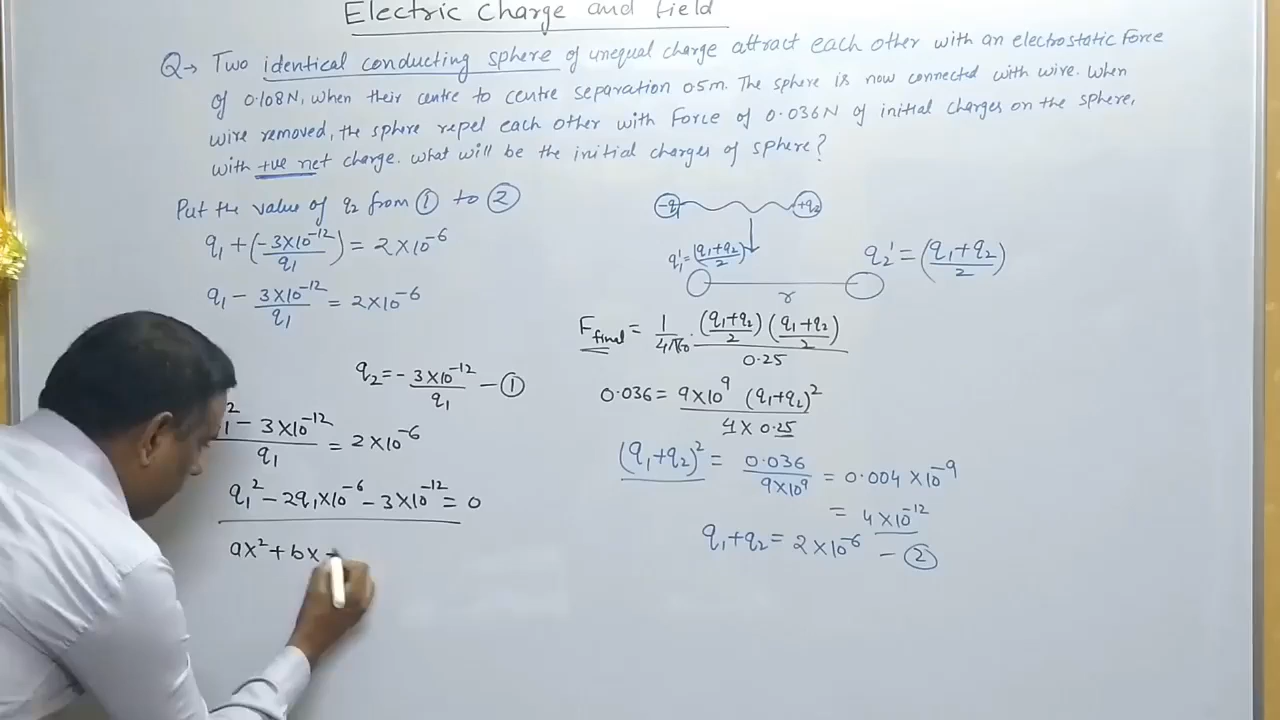 Electric charge and field
Q→ Two identical conducting sphere of unequal charge attract each other with an electrostatic Force
of 0.108N, when their centre to centre separation 0.5m. The sphere is now connected with wire. When
wire removed, the sphere repel each other with Force of 0.036N of initial charges on the sphere,
with +ve net charge. What will be the initial charges of sphere?
Put the value of q₂ from ① to ②
q₁ + (-3×10⁻¹²/q₁) = 2×10⁻⁶
q₁ - 3×10⁻¹²/q₁ = 2×10⁻⁶
q₂ = - 3×10⁻¹²/q₁ - ①
₁² - 3×10⁻¹²/q₁ = 2×10⁻⁶
q₁² - 2q₁×10⁻⁶ - 3×10⁻¹² = 0
ax² + bx
-q +q₂
q₁' = (q₁+q₂)/2
q₂' = (q₁+q₂/2)
r
F final = 1/4π∈₀ . (q₁+q₂/2) (q₁+q₂/2)/0.25
0.036 = 9×10⁹ (q₁+q₂)²/4×0.25
(q₁+q₂)² = 0.036/9×10⁹ = 0.004×10⁻⁹
= 4×10⁻¹²
q₁+q₂ = 2×10⁻⁶ - ②